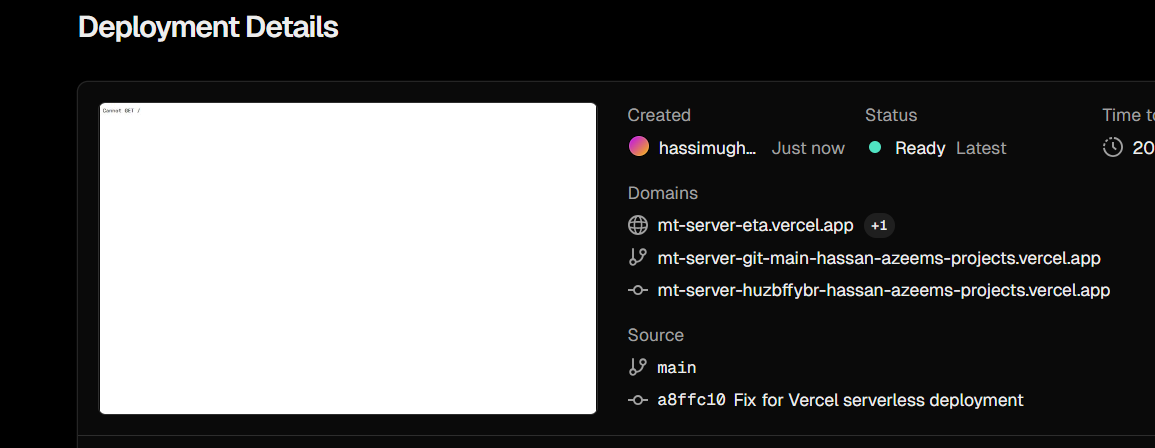 Deployment Details
Cannot GET /
Created
hassimugh... Just now
Status
Ready Latest
Time to
20
Domains
mt-server-eta.vercel.app +1
mt-server-git-main-hassan-azeems-projects.vercel.app
mt-server-huzbffybr-hassan-azeems-projects.vercel.app
Source
main
a8ffc10 Fix for Vercel serverless deployment